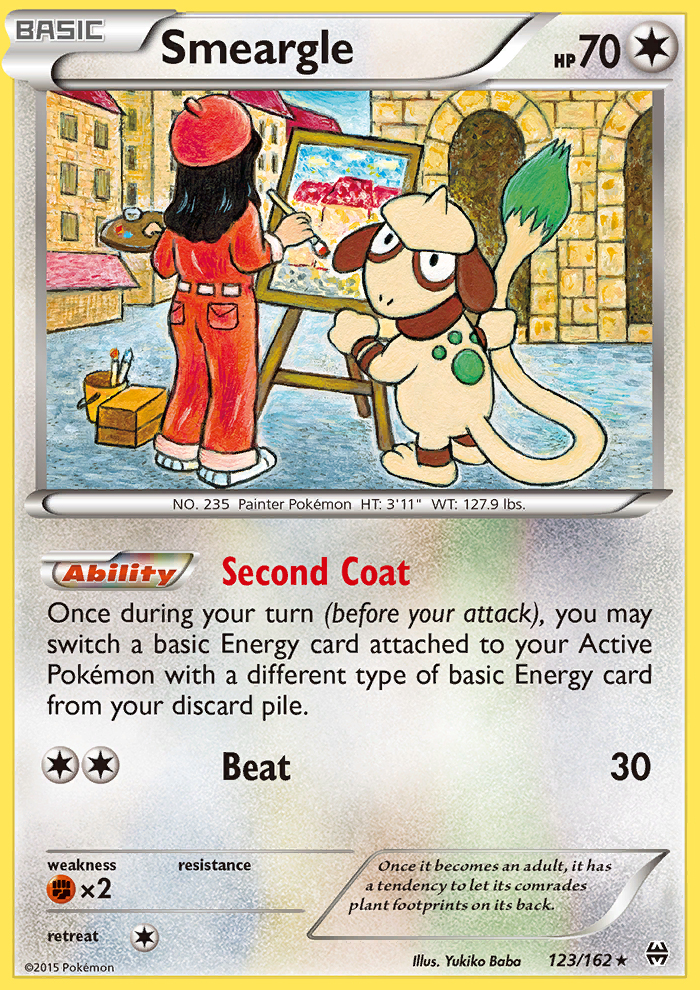 BASIC
Smeargle
HP 70
NO. 235 Painter Pokémon HT: 3'11" WT: 127.9 lbs.
Ability Second Coat
Once during your turn (before your attack), you may
switch a basic Energy card attached to your Active
Pokémon with a different type of basic Energy card
from your discard pile.
Beat 30
weakness resistance
×2
retreat
Once it becomes an adult, it has
a tendency to let its comrades
plant footprints on its back.
Illus. Yukiko Baba 123/162 ★
©2015 Pokémon